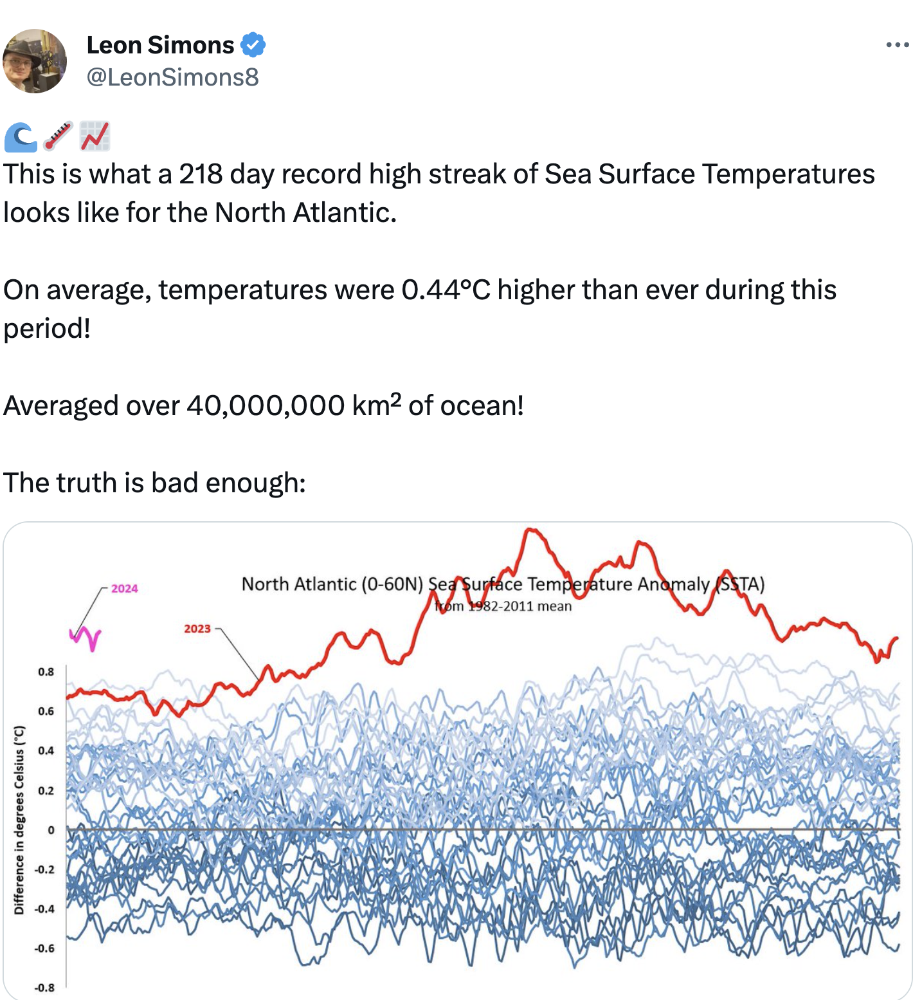 Leon Simons
@LeonSimons8
This is what a 218 day record high streak of Sea Surface Temperatures
looks like for the North Atlantic.
On average, temperatures were 0.44°C higher than ever during this
period!
Averaged over 40,000,000 km² of ocean!
The truth is bad enough:
North Atlantic (0-60N) Sea Surface Temperature Anomaly (SSTA)
from 1982-2011 mean
2024
2023
Difference in degrees Celsius (°C)
0.8
0.6
0.4
0.2
0
-0.2
-0.4
-0.6
-0.8